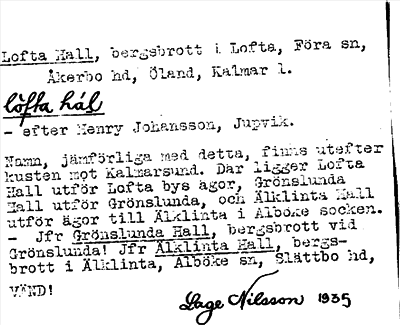 Lofta Hall, bergsbrott i Lofta, Föra sn,
Åkerbo hd, Öland, Kalmar l.
lòfta hál
- efter Henry Johansson, Jupvik.
Namn, jämförliga med detta, finns utefter
kusten mot Kalmarsund. Där ligger Lofta
Hall utför Lofta bys ägor, Grönslunda
Hall utför Grönslunda, och Älklinta Hall
utför ägor till Älklinta i Alböke socken.
- Jfr Grönslunda Hall, bergsbrott vid
Grönslunda! Jfr Älklinta Hall, bergs-
brott i Älklinta, Alböke sn, Slättbo hd,
VÄND!
Lage Nilsson 1935